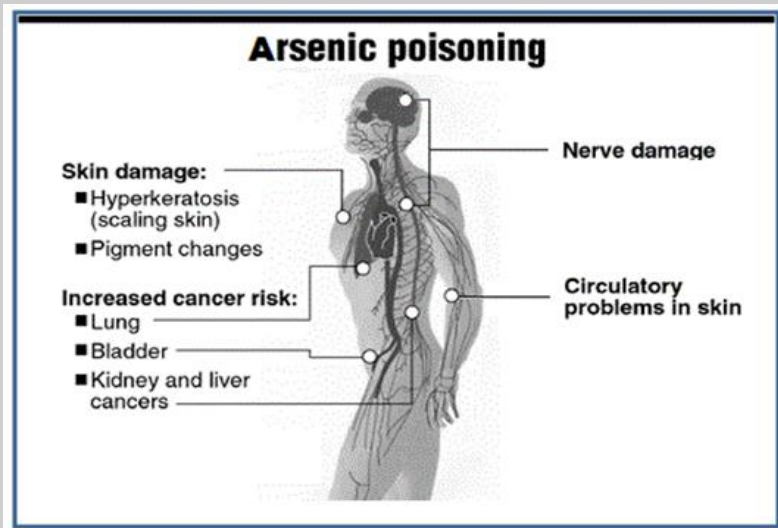 Arsenic poisoning
Skin damage:
■ Hyperkeratosis
(scaling skin)
■ Pigment changes
Increased cancer risk:
■ Lung
■ Bladder
■ Kidney and liver
cancers
Nerve damage
Circulatory
problems in skin